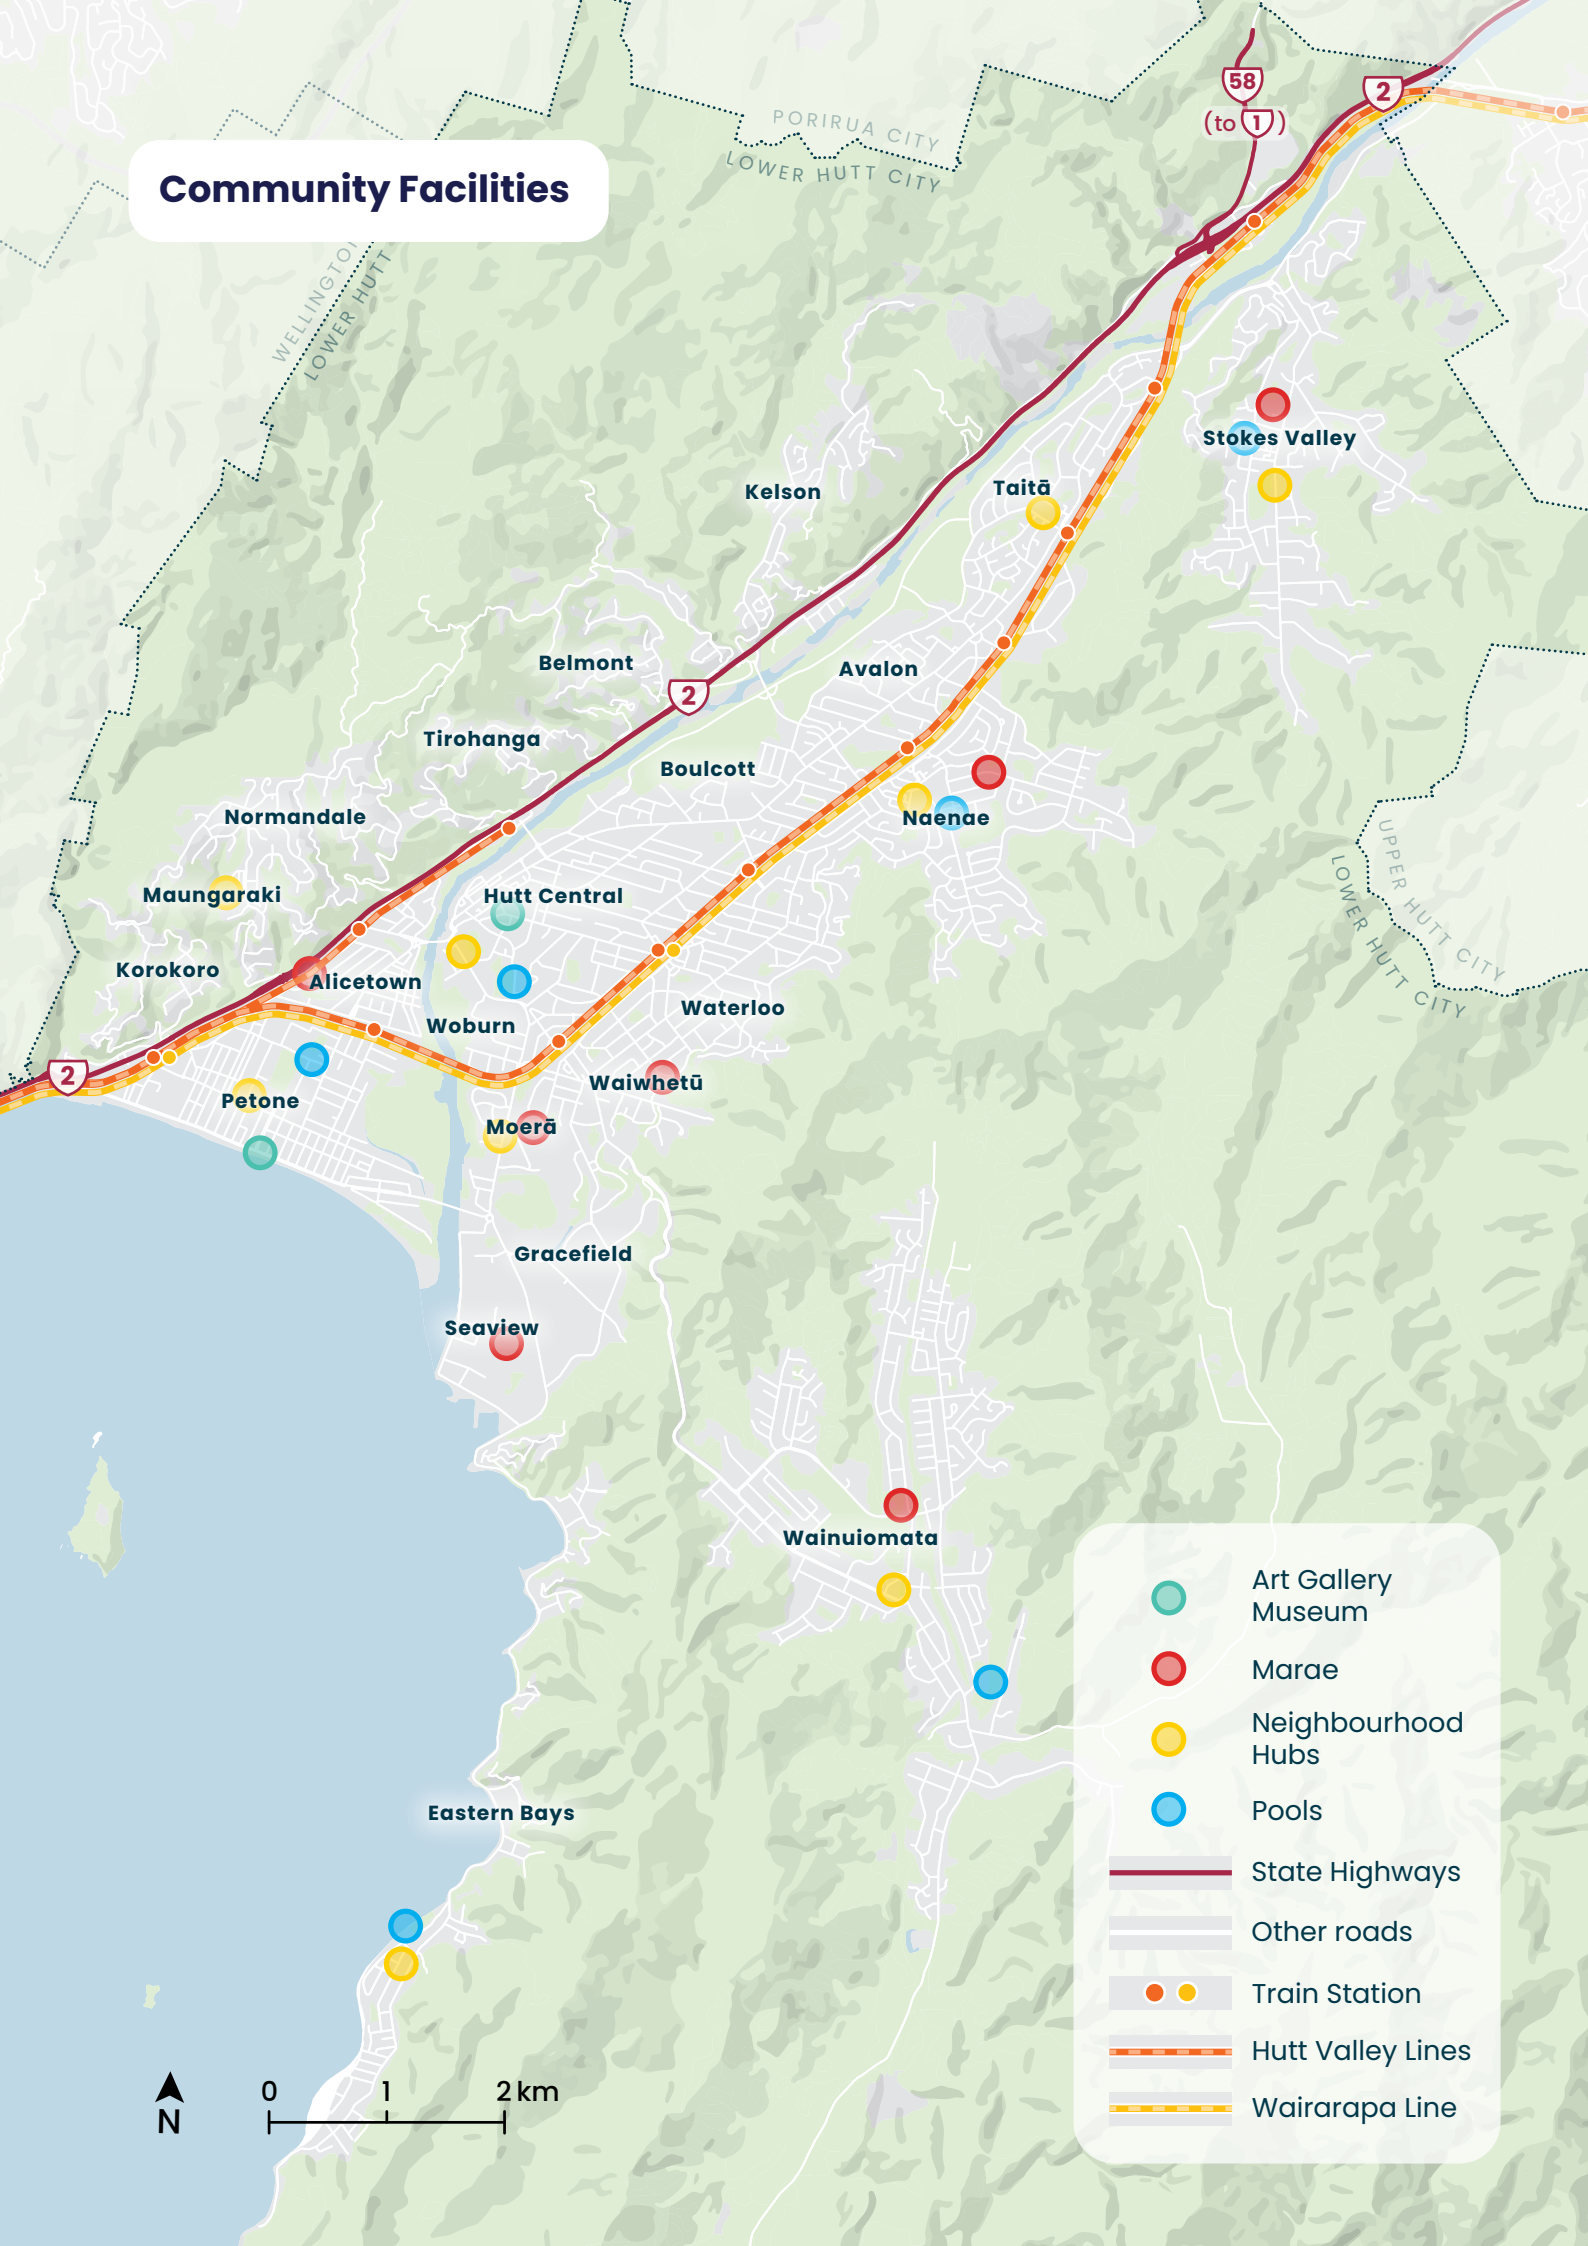 58
2
(to 1)
PORIRUA CITY
LOWER HUTT CITY
Community Facilities
WELLINGTON
LOWER HUTT
Stokes Valley
Kelson
Taitā
Belmont
Avalon
2
Tirohanga
Boulcott
Normandale
Naenae
UPPER HUTT CITY
LOWER HUTT CITY
Maungaraki
Hutt Central
Korokoro
Alicetown
Waterloo
Woburn
2
Waiwhetū
Petone
Moerā
Gracefield
Seaview
Wainuiomata
Eastern Bays
Art Gallery
Museum
Marae
Neighbourhood
Hubs
Pools
State Highways
Other roads
Train Station
Hutt Valley Lines
Wairarapa Line
0 1 2 km
N